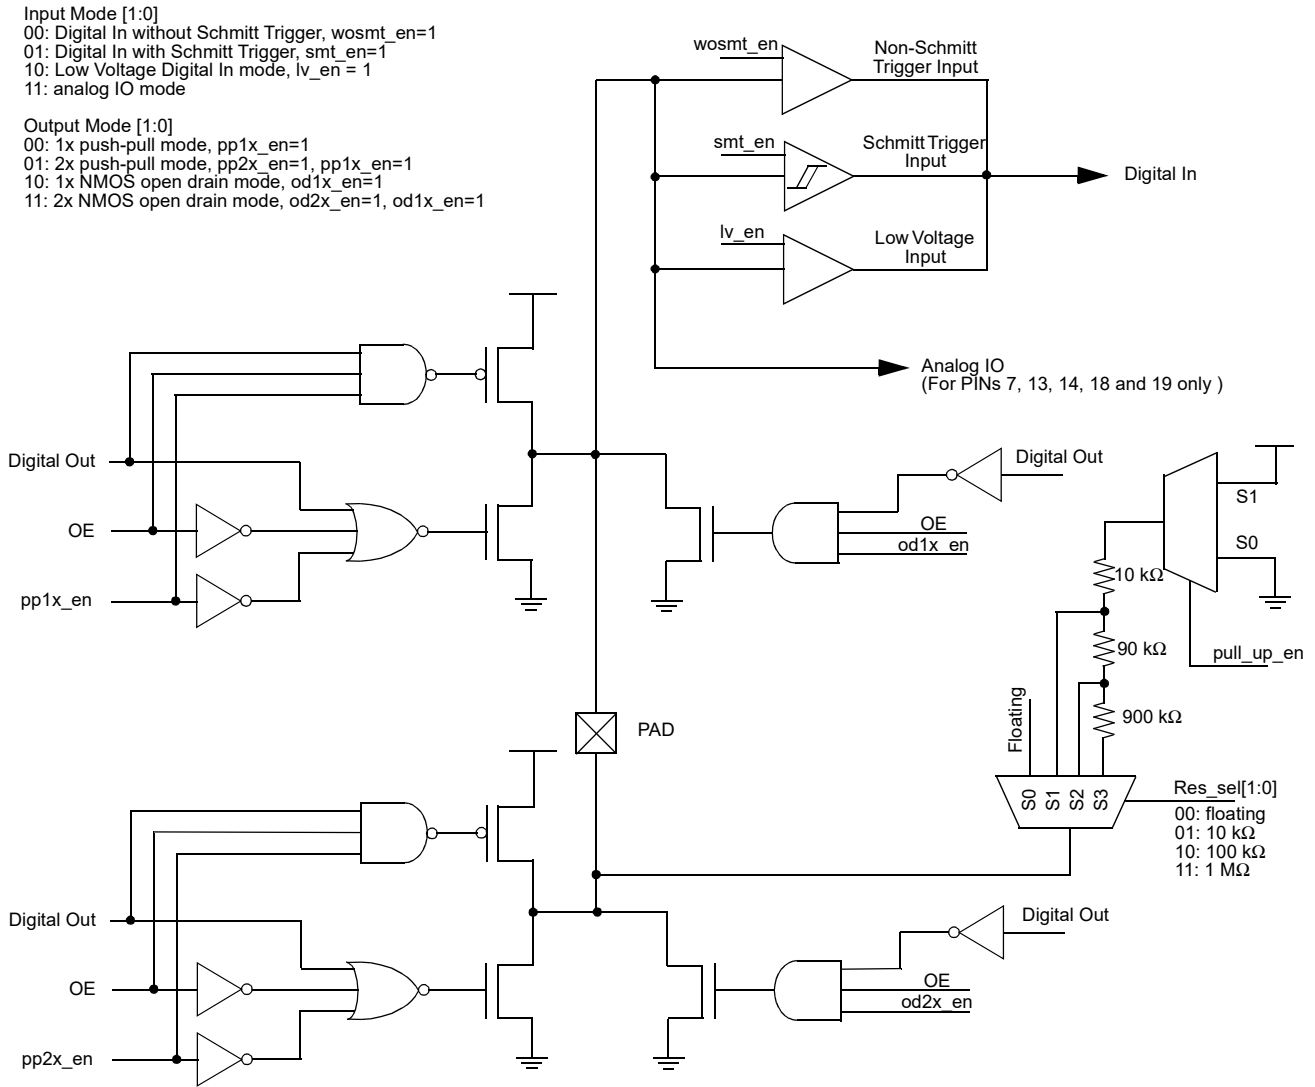 Input Mode [1:0]
00: Digital In without Schmitt Trigger, wosmt_en=1
01: Digital In with Schmitt Trigger, smt_en=1
10: Low Voltage Digital In mode, lv_en = 1
11: analog IO mode
Output Mode [1:0]
00: 1x push-pull mode, pp1x_en=1
01: 2x push-pull mode, pp2x_en=1, pp1x_en=1
10: 1x NMOS open drain mode, od1x_en=1
11: 2x NMOS open drain mode, od2x_en=1, od1x_en=1
wosmt_en
Non-Schmitt
Trigger Input
smt_en
Schmitt Trigger
Input
Digital In
lv_en
Low Voltage
Input
Analog IO
(For PINs 7, 13, 14, 18 and 19 only )
Digital Out
OE
pp1x_en
Digital Out
OE
od1x_en
S1
S0
10 kΩ
90 kΩ
900 kΩ
pull_up_en
Floating
S0
S1
S2
S3
Res_sel[1:0]
00: floating
01: 10 kΩ
10: 100 kΩ
11: 1 MΩ
PAD
Digital Out
OE
pp2x_en
Digital Out
OE
od2x_en